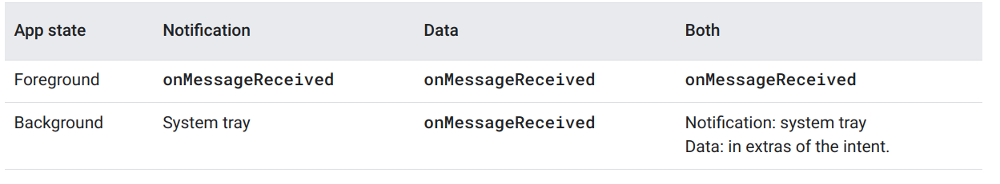 App state Notification Data Both
Foreground onMessageReceived onMessageReceived onMessageReceived
Background System tray onMessageReceived Notification: system tray
Data: in extras of the intent.